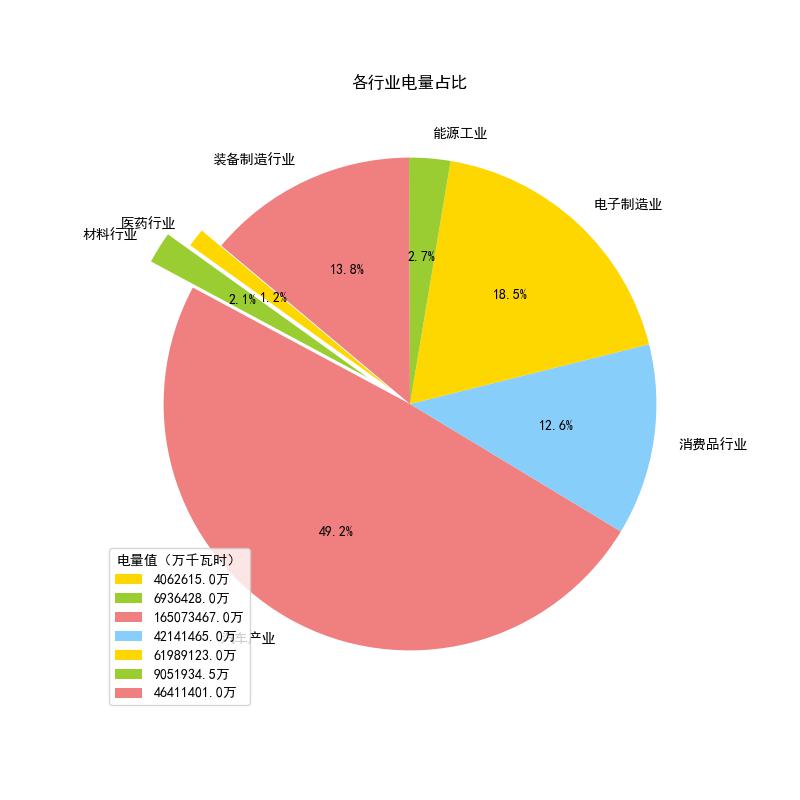 各行业电量占比
能源工业
装备制造行业
电子制造业
医药行业
材料行业
2.7%
13.8%
18.5%
2.1%
1.2%
12.6%
消费品行业
49.2%
电量值（万千瓦时）
4062615.0万
6936428.0万
165073467.0万
42141465.0万
车产业
61989123.0万
9051934.5万
46411401.0万